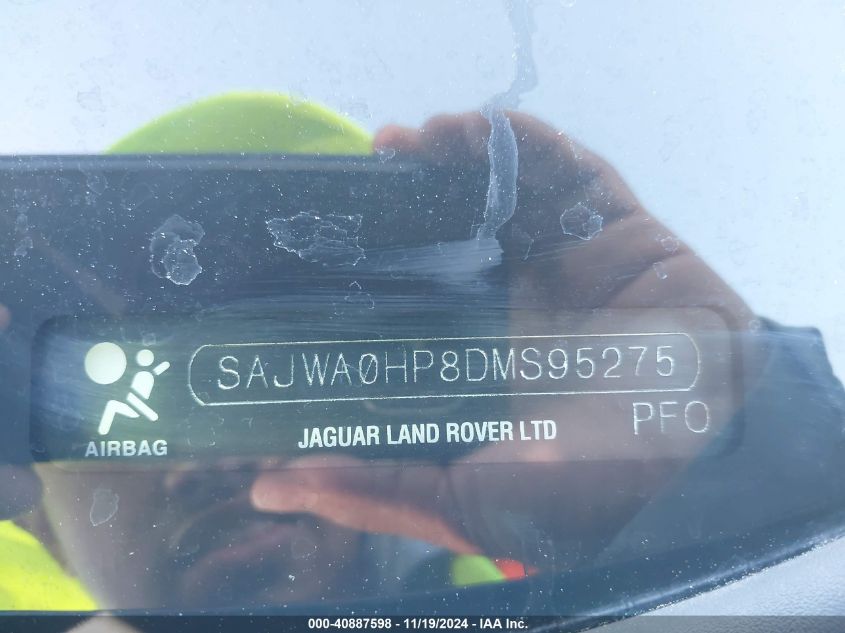 SAJWA0HP8DMS95275
PFO
AIRBAG
JAGUAR LAND ROVER LTD
000-40887598 - 11/19/2024 - IAA Inc.